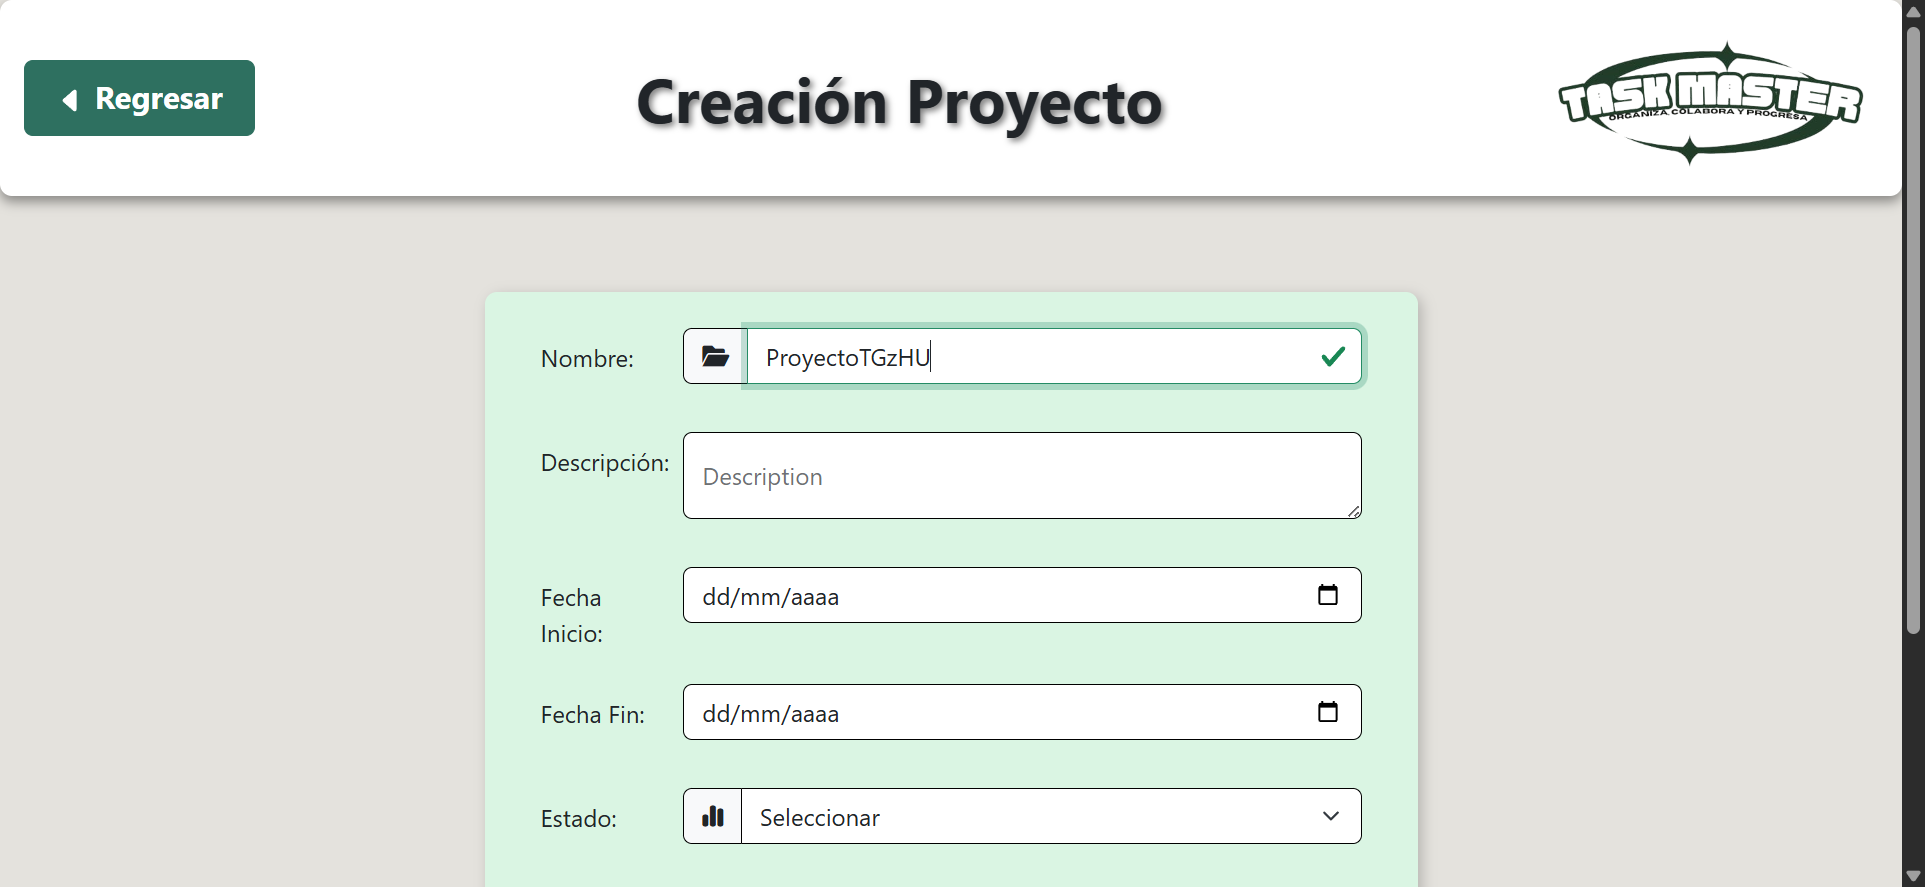 Regresar
Creación Proyecto
TASK MASTER
ORGANIZA, COLABORA Y PROGRESA
Nombre:
ProyectoTGzHU
Descripción:
Description
Fecha
Inicio:
dd/mm/aaaa
Fecha Fin:
dd/mm/aaaa
Estado:
Seleccionar